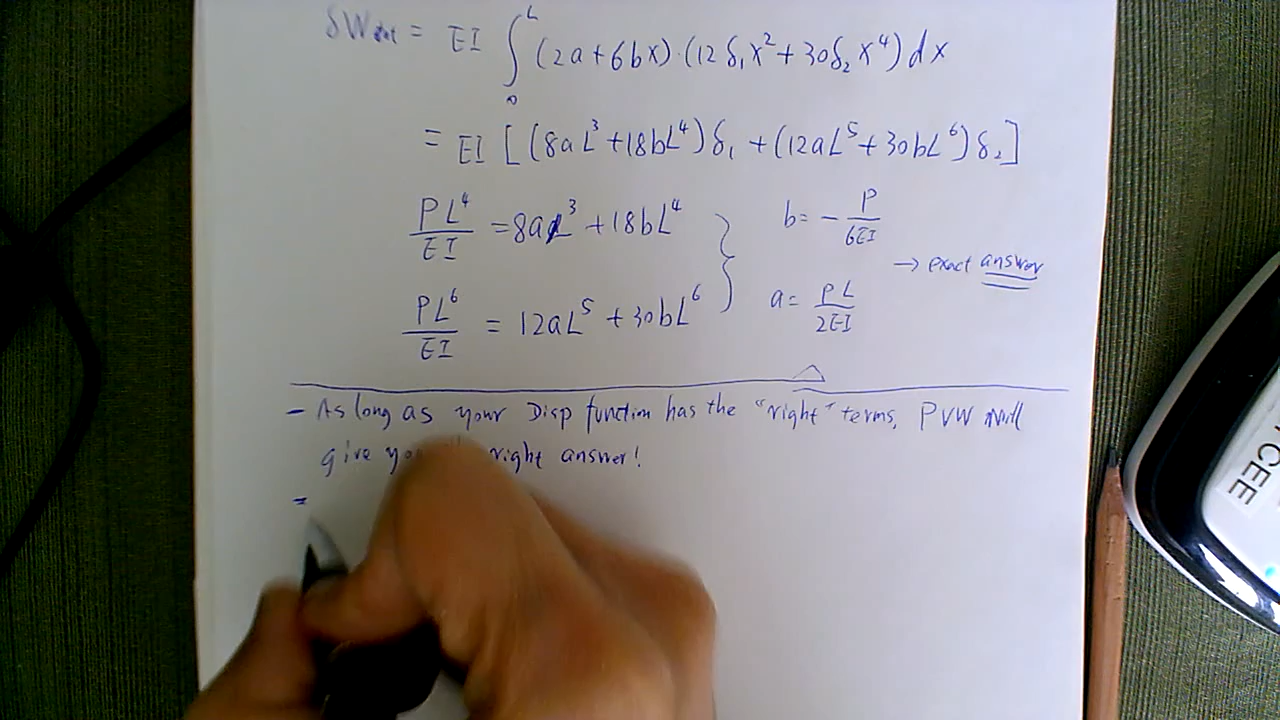 δW_int = EI ∫₀ᴸ (2a+6bx)·(12δ₁x²+30δ₂x⁴)dx
= EI [(8aL³+18bL⁴)δ₁+(12aL⁵+30bL⁶)δ₂]
PL⁴/EI = 8aL³+18bL⁴
b=-P/6EI
→ exact answer
PL⁶/EI = 12aL⁵+30bL⁶
a=PL/2EI
- As long as your Disp function has the "right" terms, PVW will
give right answer!
CEE